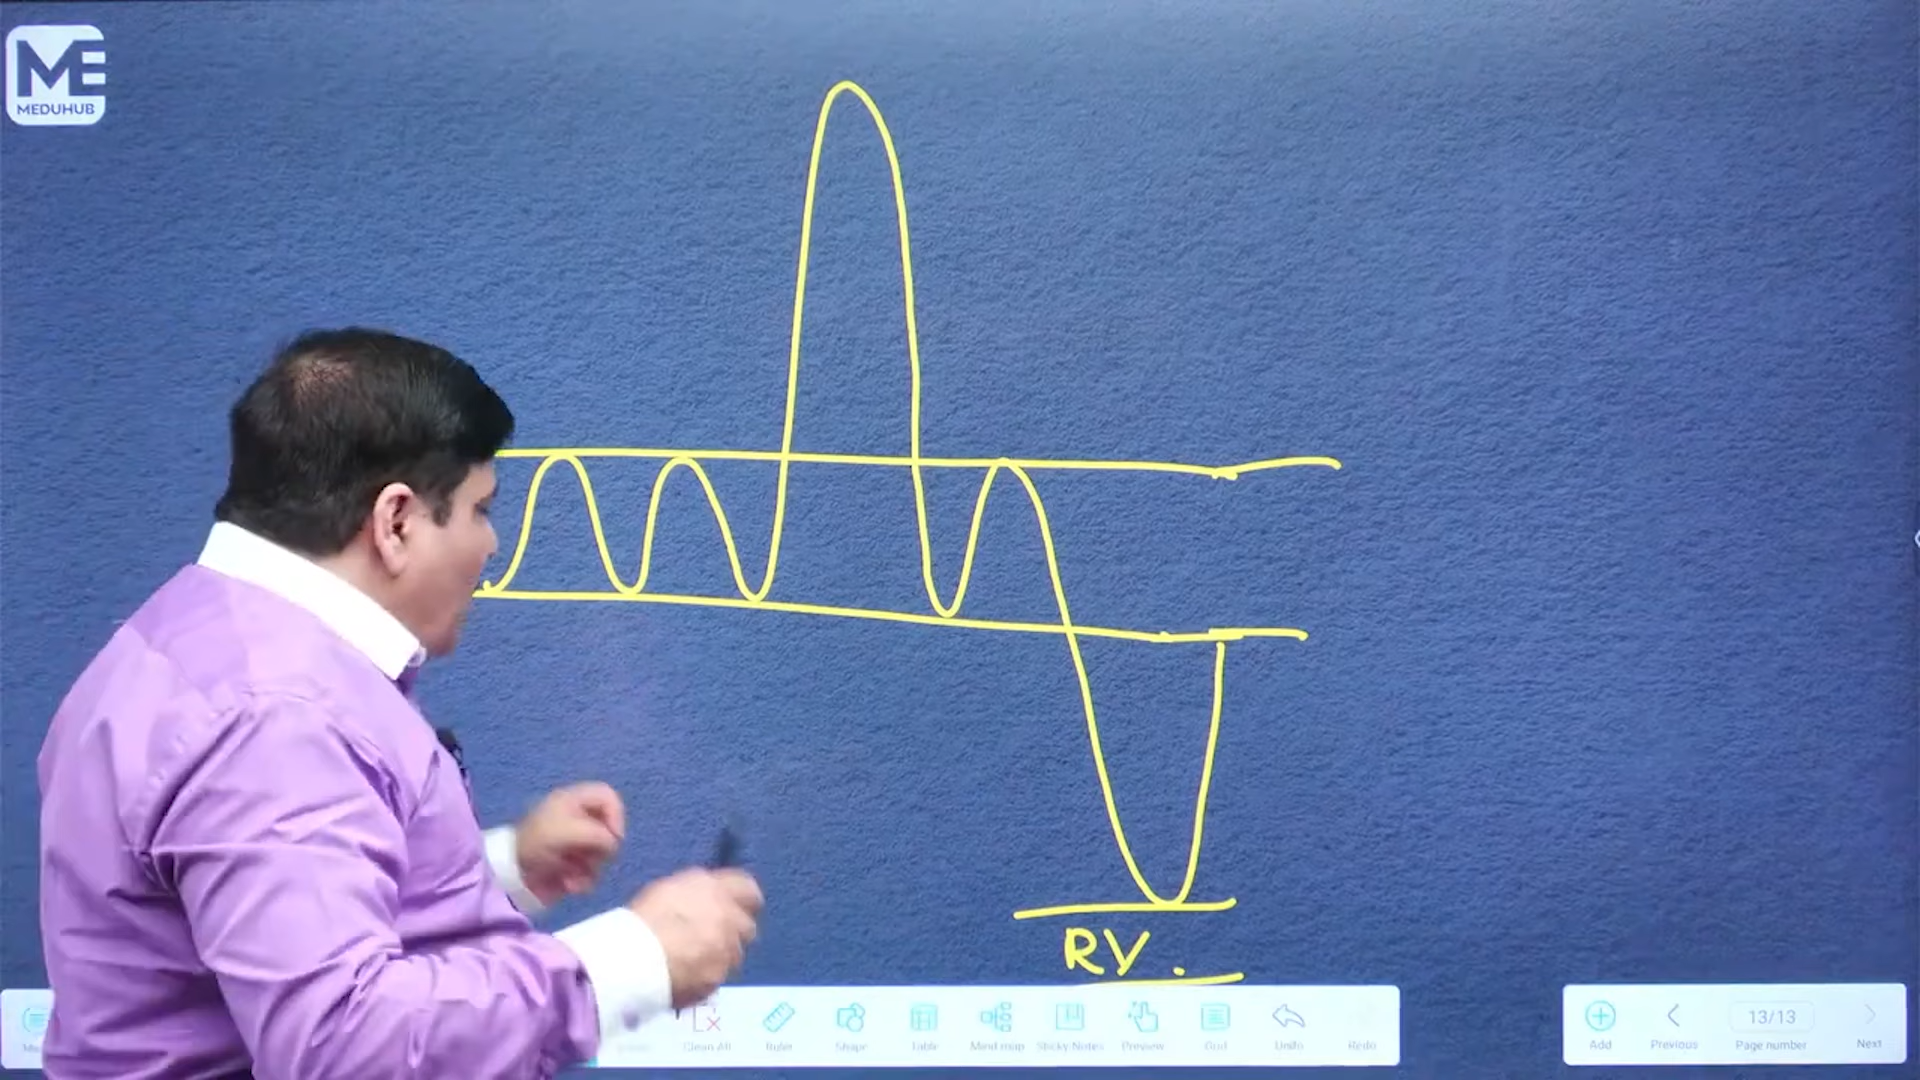 ME
MEDUHUB
RV.
Clean All
Ruler
Shape
Table
Mind map
Sticky Notes
Preview
Grid
Undo
Redo
Add
Previous
13/13
Page number
Next